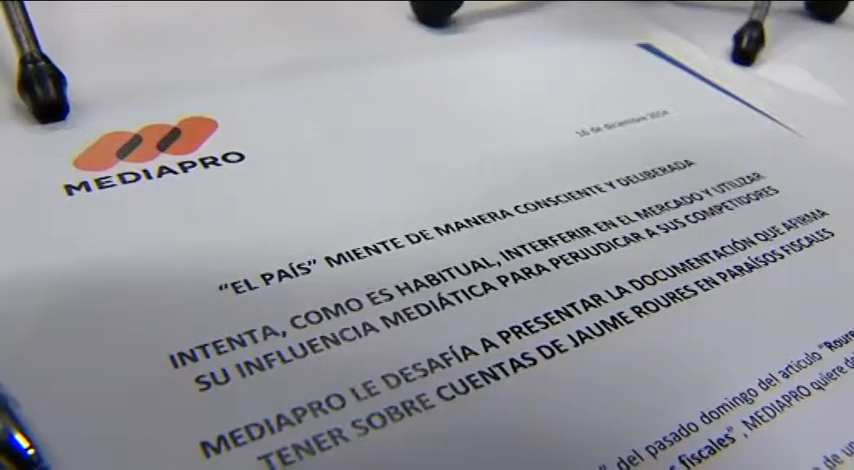 MEDIAPRO
16 de diciembre 2014
"EL PAÍS" MIENTE DE MANERA CONSCIENTE Y DELIBERADA
INTENTA, COMO ES HABITUAL, INTERFERIR EN EL MERCADO Y UTILIZAR
SU INFLUENCIA MEDIÁTICA PARA PERJUDICAR A SUS COMPETIDORES
MEDIAPRO LE DESAFÍA A PRESENTAR LA DOCUMENTACIÓN QUE AFIRMA
TENER SOBRE CUENTAS DE JAUME ROURES EN PARAÍSOS FISCALES
" del pasado domingo del artículo "Roures
fiscales", MEDIAPRO quiere
de un